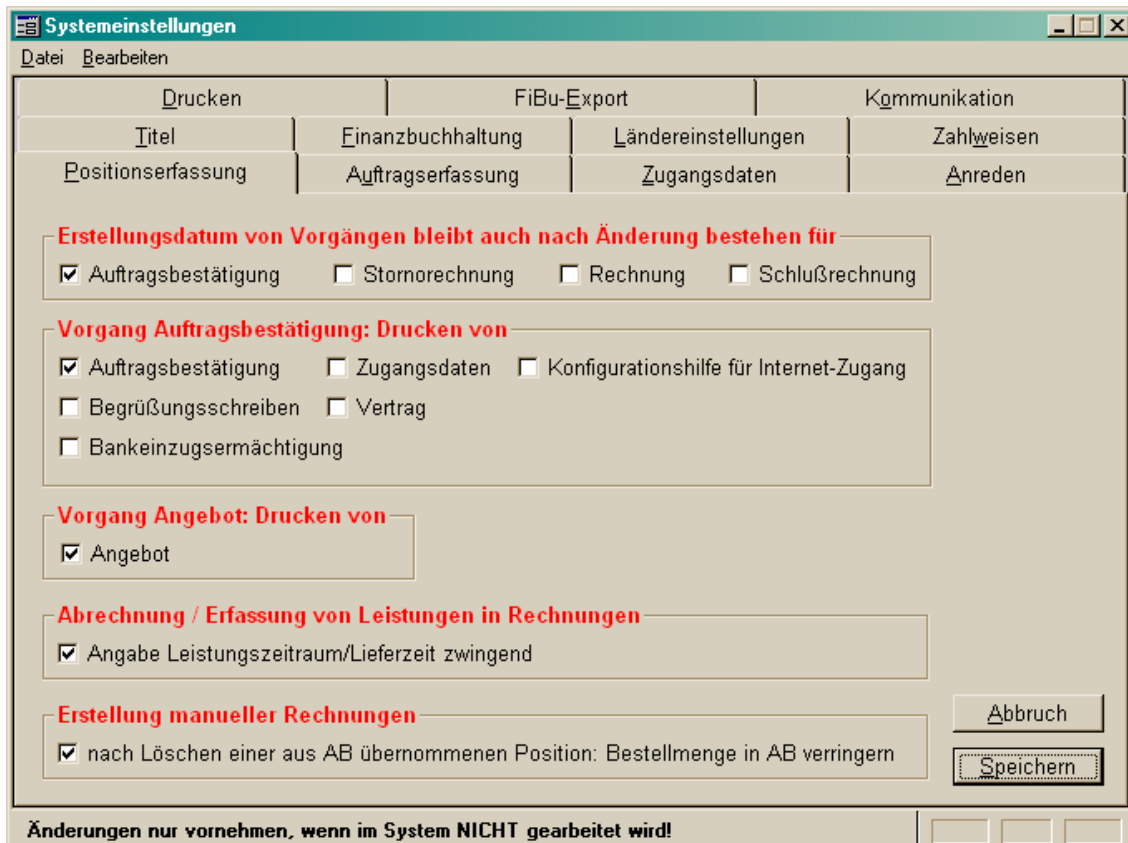 Systemeinstellungen
Datei Bearbeiten
Drucken FiBu-Export Kommunikation
Titel Finanzbuchhaltung Ländereinstellungen Zahlweisen
Positionserfassung Auftragserfassung Zugangsdaten Anreden
Erstellungsdatum von Vorgängen bleibt auch nach Änderung bestehen für
Auftragsbestätigung Stornorechnung Rechnung Schlußrechnung
Vorgang Auftragsbestätigung: Drucken von
Auftragsbestätigung Zugangsdaten Konfigurationshilfe für Internet-Zugang
Begrüßungsschreiben Vertrag
Bankeinzugsermächtigung
Vorgang Angebot: Drucken von
Angebot
Abrechnung / Erfassung von Leistungen in Rechnungen
Angabe Leistungszeitraum/Lieferzeit zwingend
Erstellung manueller Rechnungen
nach Löschen einer aus AB übernommenen Position: Bestellmenge in AB verringern
Abbruch
Speichern
Änderungen nur vornehmen, wenn im System NICHT gearbeitet wird!